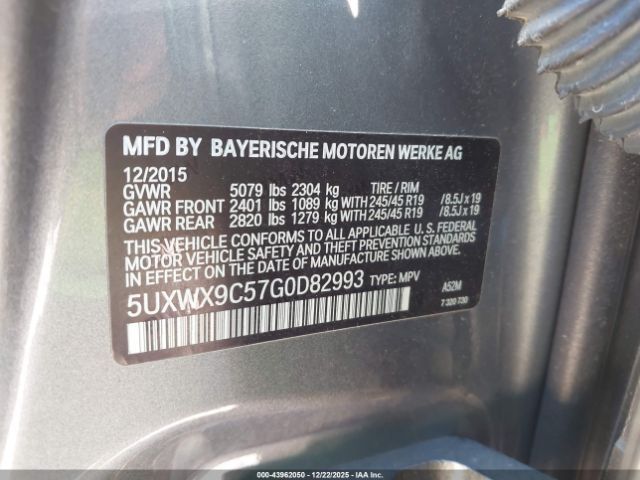 MFD BY BAYERISCHE MOTOREN WERKE AG
12/2015
GVWR 5079 lbs 2304 kg TIRE / RIM
GAWR FRONT 2401 lbs 1089 kg WITH 245/45 R19 /8.5J x 19
GAWR REAR 2820 lbs 1279 kg WITH 245/45 R19 /8.5J x 19
THIS VEHICLE CONFORMS TO ALL APPLICABLE U. S. FEDERAL
MOTOR VEHICLE SAFETY AND THEFT PREVENTION STANDARDS
IN EFFECT ON THE DATE OF MANUFACTURE SHOWN ABOVE.
5UXWX9C57G0D82993 TYPE: MPV A52M
7 320 730
© IAA - 43962050 - 12/22/2025 - IAAI.com